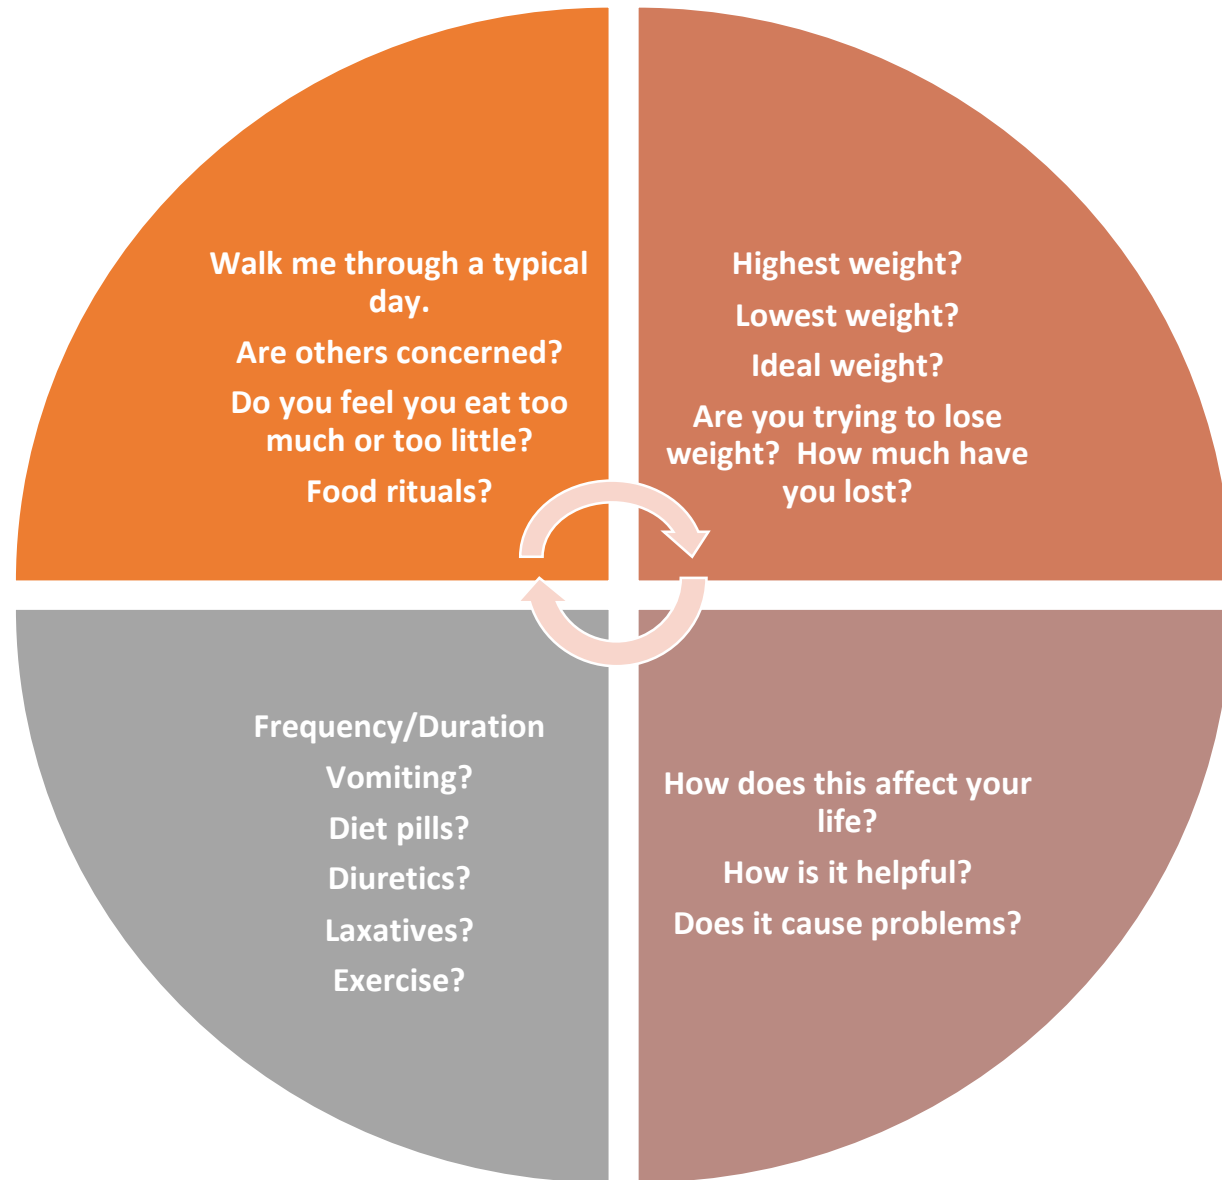 Walk me through a typical
day.
Are others concerned?
Do you feel you eat too
much or too little?
Food rituals?
Highest weight?
Lowest weight?
Ideal weight?
Are you trying to lose
weight?  How much have
you lost?
Frequency/Duration
Vomiting?
Diet pills?
Diuretics?
Laxatives?
Exercise?
How does this affect your
life?
How is it helpful?
Does it cause problems?